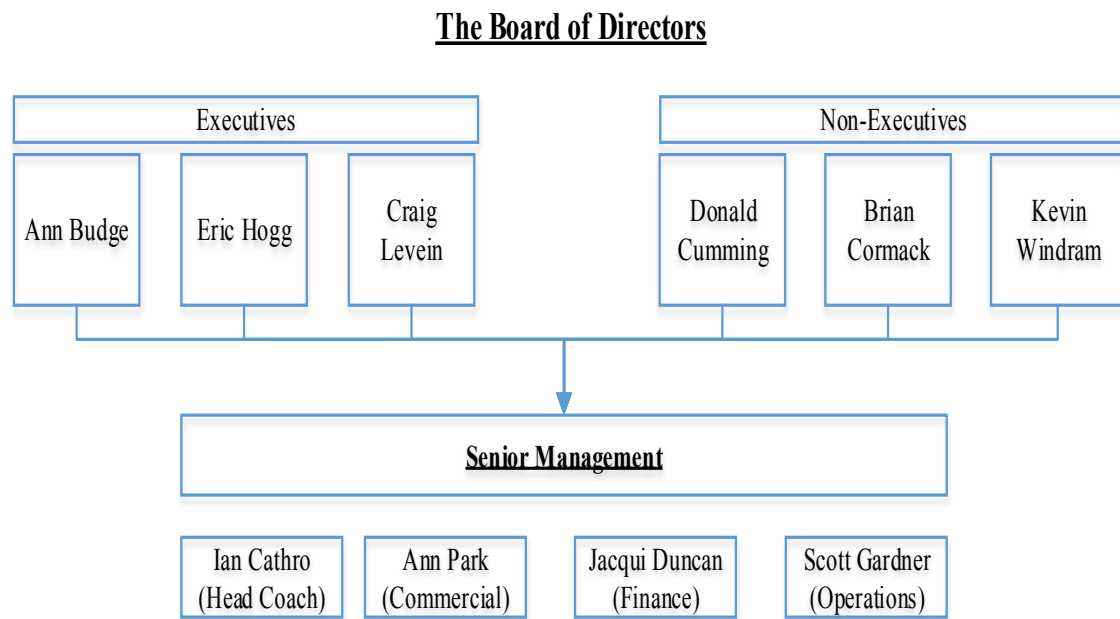 The Board of Directors
Executives
Non-Executives
Ann Budge
Eric Hogg
Craig
Levein
Donald
Cumming
Brian
Cormack
Kevin
Windram
Senior Management
Ian Cathro
(Head Coach)
Ann Park
(Commercial)
Jacqui Duncan
(Finance)
Scott Gardner
(Operations)